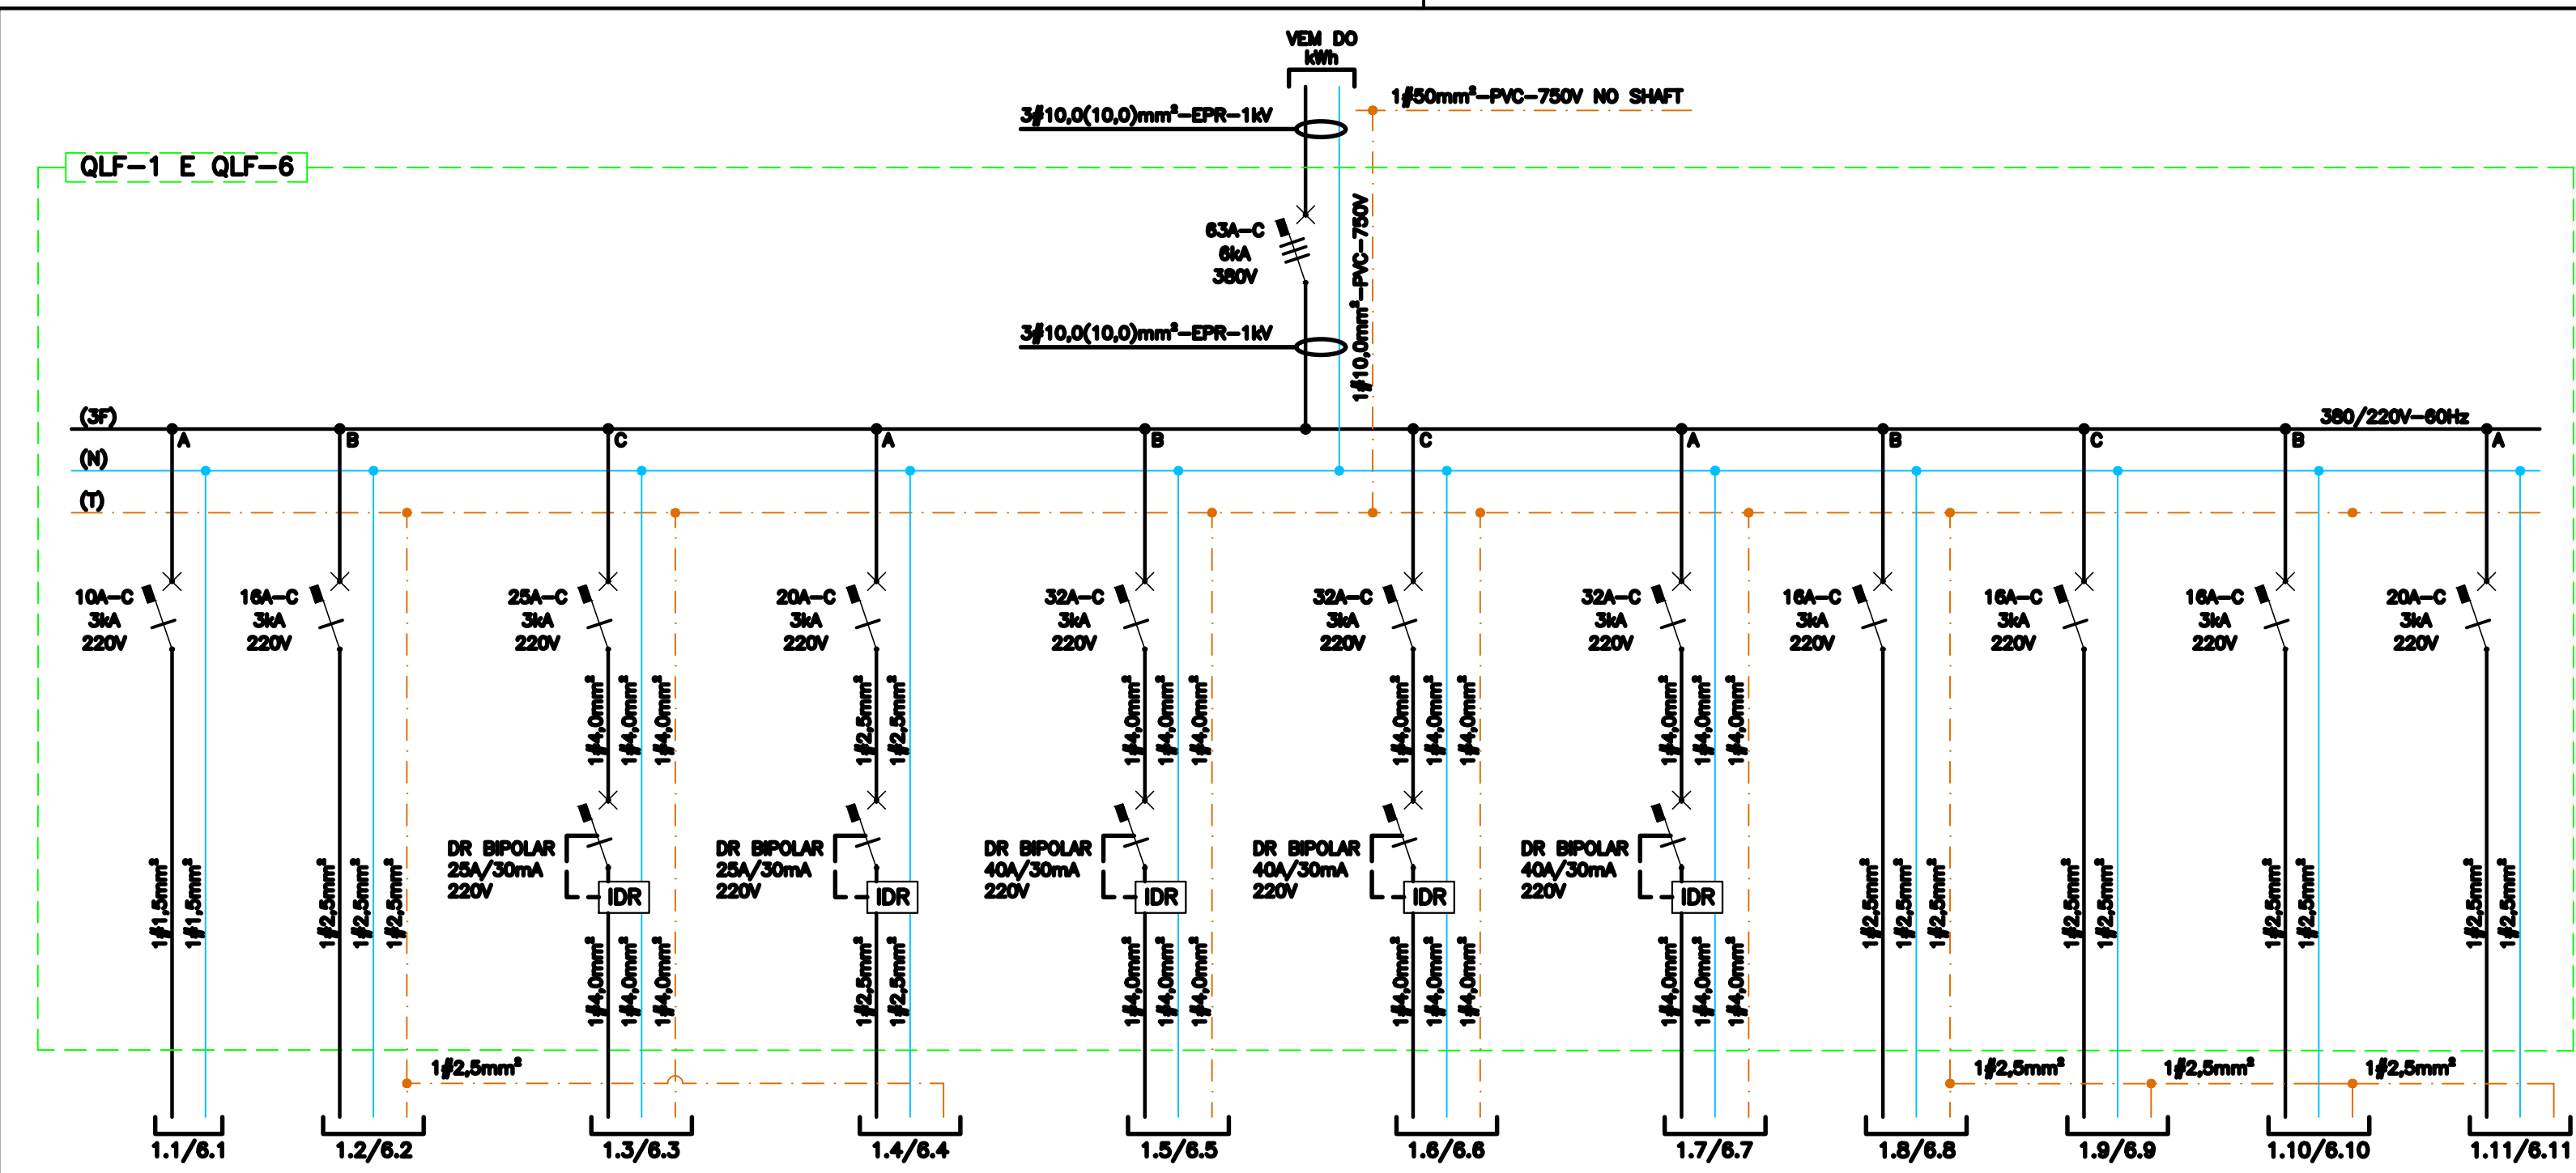 VEM DO
kWh
1#50mm²-PVC-750V NO SHAFT
3#10,0(10,0)mm²-EPR-1kV
QLF-1 E QLF-6
63A-C
6kA
380V
1#10,0mm²-PVC-750V
3#10,0(10,0)mm²-EPR-1kV
(3F)
380/220V-60Hz
A B C A B C A B C B A
(N)
(T)
10A-C
3kA
220V
16A-C
3kA
220V
25A-C
3kA
220V
20A-C
3kA
220V
32A-C
3kA
220V
32A-C
3kA
220V
32A-C
3kA
220V
16A-C
3kA
220V
16A-C
3kA
220V
16A-C
3kA
220V
20A-C
3kA
220V
1#4,0mm²
1#4,0mm²
1#4,0mm²
1#2,5mm²
1#2,5mm²
1#4,0mm²
1#4,0mm²
1#4,0mm²
1#4,0mm²
1#4,0mm²
1#4,0mm²
1#4,0mm²
1#4,0mm²
1#4,0mm²
DR BIPOLAR
25A/30mA
220V
IDR
DR BIPOLAR
25A/30mA
220V
IDR
DR BIPOLAR
40A/30mA
220V
IDR
DR BIPOLAR
40A/30mA
220V
IDR
DR BIPOLAR
40A/30mA
220V
IDR
1#1,5mm²
1#1,5mm²
1#2,5mm²
1#2,5mm²
1#2,5mm²
1#4,0mm²
1#4,0mm²
1#4,0mm²
1#2,5mm²
1#2,5mm²
1#4,0mm²
1#4,0mm²
1#4,0mm²
1#4,0mm²
1#4,0mm²
1#4,0mm²
1#4,0mm²
1#4,0mm²
1#4,0mm²
1#2,5mm²
1#2,5mm²
1#2,5mm²
1#2,5mm²
1#2,5mm²
1#2,5mm²
1#2,5mm²
1#2,5mm²
1#2,5mm²
1#2,5mm²
1#2,5mm²
1#2,5mm²
1#2,5mm²
1.1/6.1
1.2/6.2
1.3/6.3
1.4/6.4
1.5/6.5
1.6/6.6
1.7/6.7
1.8/6.8
1.9/6.9
1.10/6.10
1.11/6.11